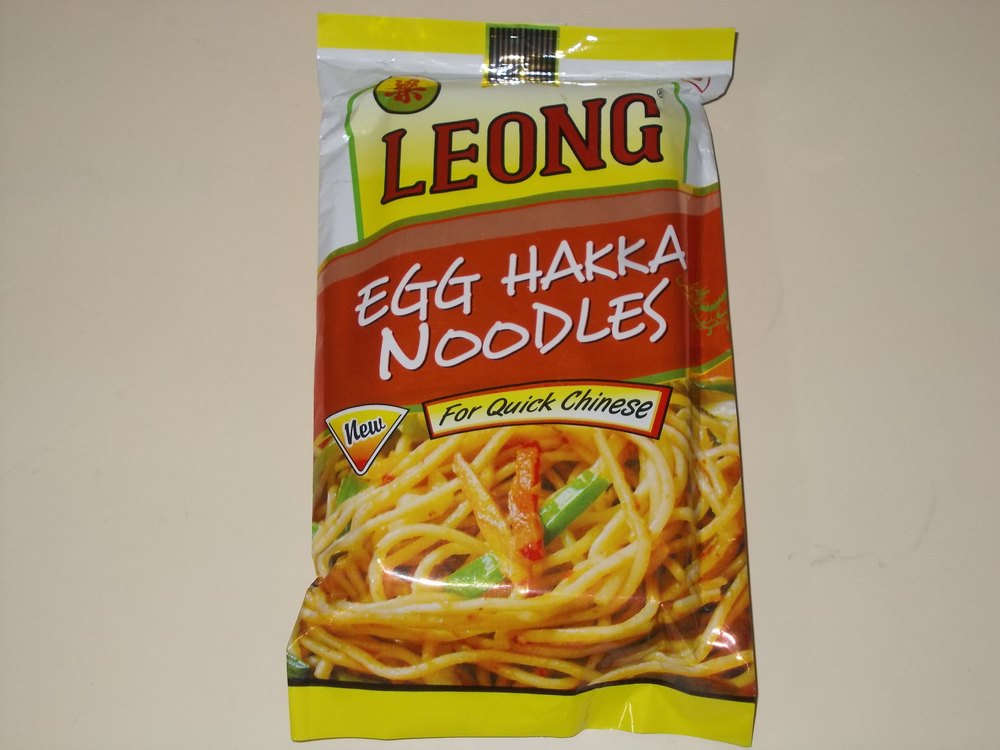 LEONG®
EGG HAKKA
NOODLES
For Quick Chinese
New